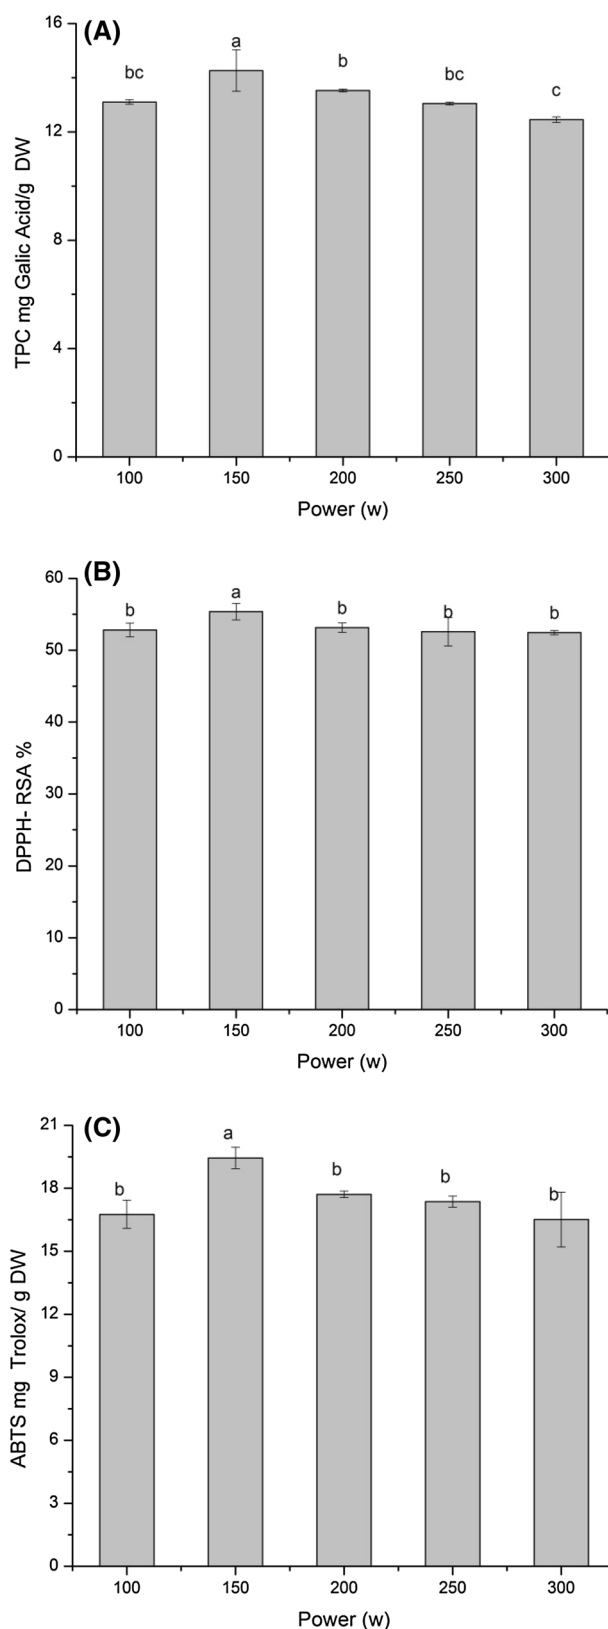 (A)
TPC mg Galic Acid/g DW
16
12
8
4
0
bc
a
b
bc
c
100 150 200 250 300
Power (w)
(B)
DPPH- RSA %
60
50
40
30
20
10
0
b
a
b
b
b
100 150 200 250 300
Power (w)
(C)
ABTS mg Trolox/ g DW
21
18
15
12
9
6
3
0
b
a
b
b
b
100 150 200 250 300
Power (w)